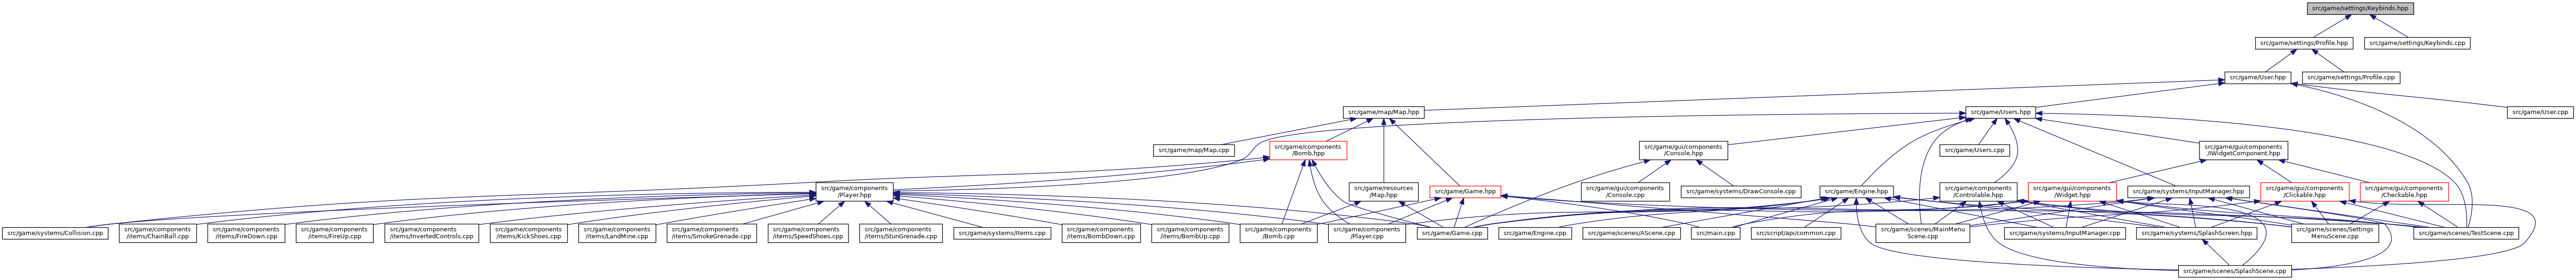 src/game/settings/Keybinds.hpp
src/game/settings/Profile.hpp
src/game/settings/Keybinds.cpp
src/game/User.hpp
src/game/settings/Profile.cpp
src/game/map/Map.hpp
src/game/Users.hpp
src/game/User.cpp
src/game/map/Map.cpp
src/game/components
/Bomb.hpp
src/game/gui/components
/Console.hpp
src/game/Users.cpp
src/game/gui/components
/IWidgetComponent.hpp
src/game/components
/Player.hpp
src/game/resources
/Map.hpp
src/game/Game.hpp
src/game/gui/components
/Console.cpp
src/game/systems/DrawConsole.cpp
src/game/Engine.hpp
src/game/components
/Controlable.hpp
src/game/gui/components
/Widget.hpp
src/game/systems/InputManager.hpp
src/game/gui/components
/Clickable.hpp
src/game/gui/components
/Checkable.hpp
src/game/systems/Collision.cpp
src/game/components
/items/ChainBall.cpp
src/game/components
/items/FireDown.cpp
src/game/components
/items/FireUp.cpp
src/game/components
/items/InvertedControls.cpp
src/game/components
/items/KickShoes.cpp
src/game/components
/items/LandMine.cpp
src/game/components
/items/SmokeGrenade.cpp
src/game/components
/items/SpeedShoes.cpp
src/game/components
/items/StunGrenade.cpp
src/game/systems/Items.cpp
src/game/components
/items/BombDown.cpp
src/game/components
/items/BombUp.cpp
src/game/components
/Bomb.cpp
src/game/components
/Player.cpp
src/game/Game.cpp
src/game/Engine.cpp
src/game/scenes/AScene.cpp
src/main.cpp
src/script/api/common.cpp
src/game/scenes/MainMenu
Scene.cpp
src/game/systems/InputManager.cpp
src/game/systems/SplashScreen.hpp
src/game/scenes/Settings
MenuScene.cpp
src/game/scenes/TestScene.cpp
src/game/scenes/SplashScene.cpp